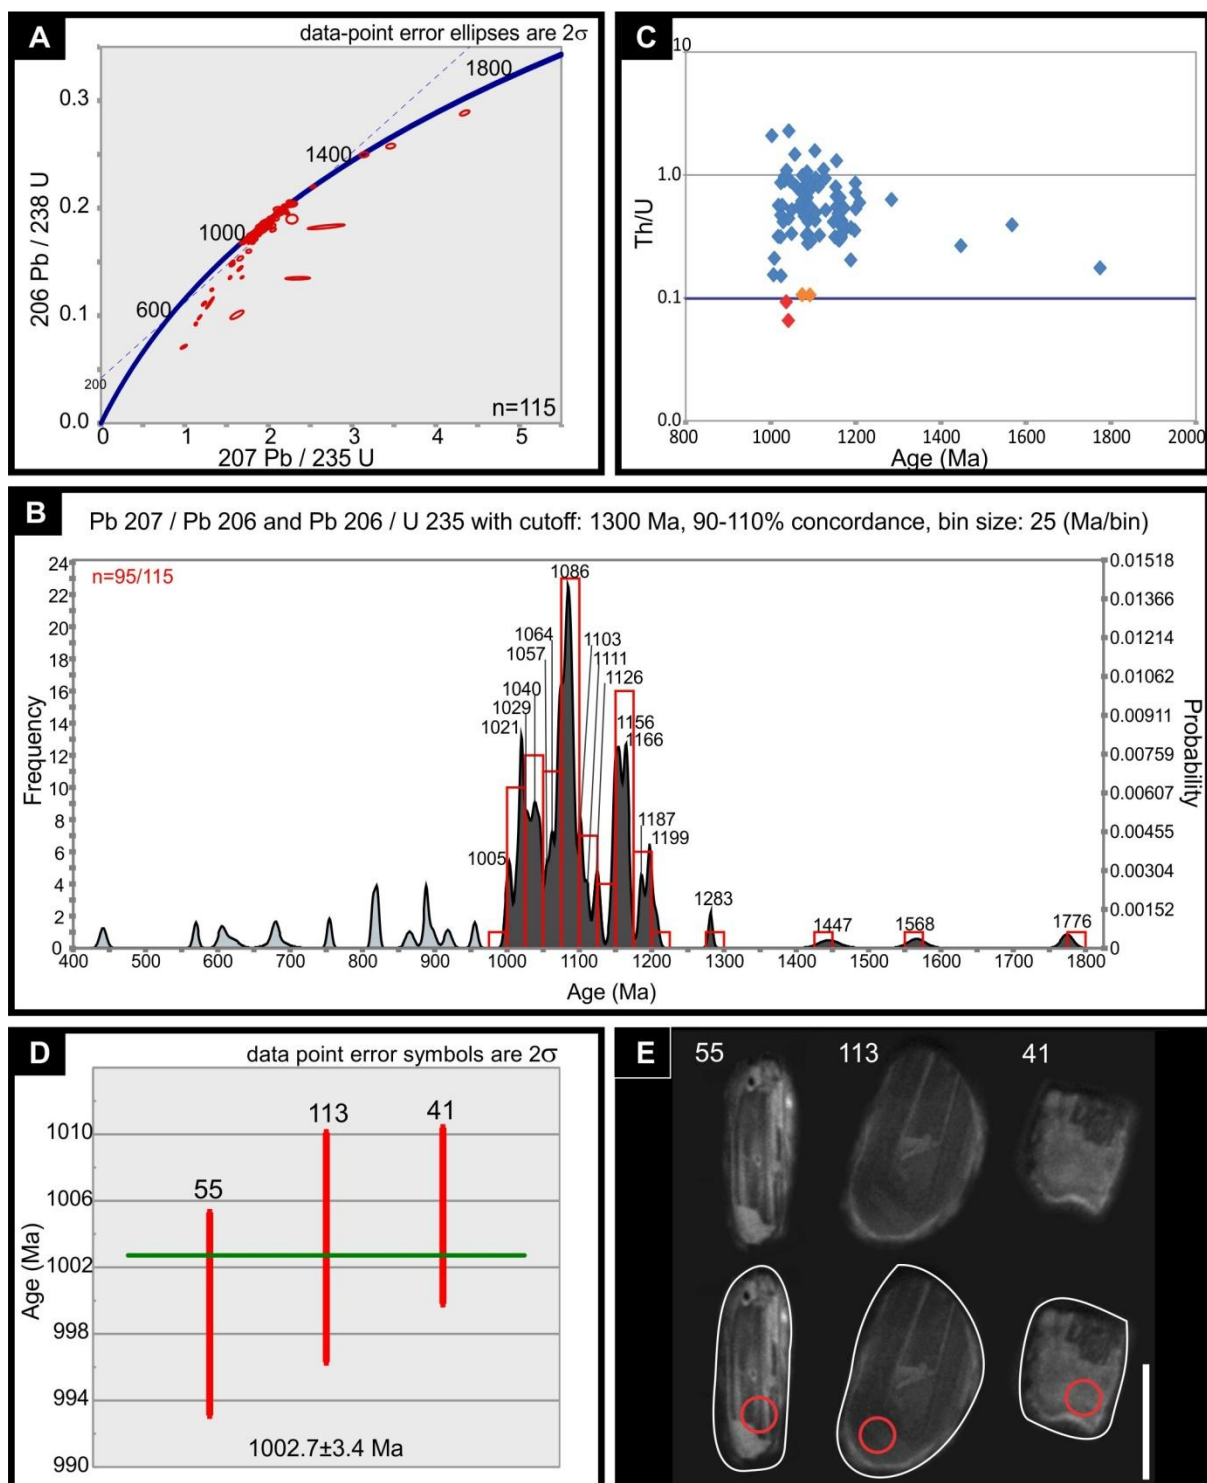 A
data-point error ellipses are 2σ
1800
1400
1000
600
200
0.3
0.2
0.1
0.0
206 Pb / 238 U
n=115
0 1 2 3 4 5
207 Pb / 235 U
C
10
1.0
0.1
0.0
Th/U
800 1000 1200 1400 1600 1800 2000
Age (Ma)
B
Pb 207 / Pb 206 and Pb 206 / U 235 with cutoff: 1300 Ma, 90-110% concordance, bin size: 25 (Ma/bin)
n=95/115
24
22
20
18
16
14
12
10
8
6
4
2
0
Frequency
1086
1064
1057
1103
1111
1126
1040
1029
1021
1156
1166
1005
1187
1199
1283
1447
1568
1776
0.01518
0.01366
0.01214
0.01062
0.00911
0.00759
0.00607
0.00455
0.00304
0.00152
0
Probability
400 500 600 700 800 900 1000 1100 1200 1300 1400 1500 1600 1700 1800
Age (Ma)
D
data point error symbols are 2σ
1010
1006
1002
998
994
990
Age (Ma)
55
113
41
1002.7±3.4 Ma
E
55 113 41